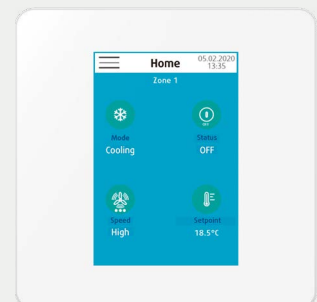 Home
05.02.2020
13:35
Zone 1
Mode
Cooling
Status
OFF
Speed
High
Setpoint
18.5°C